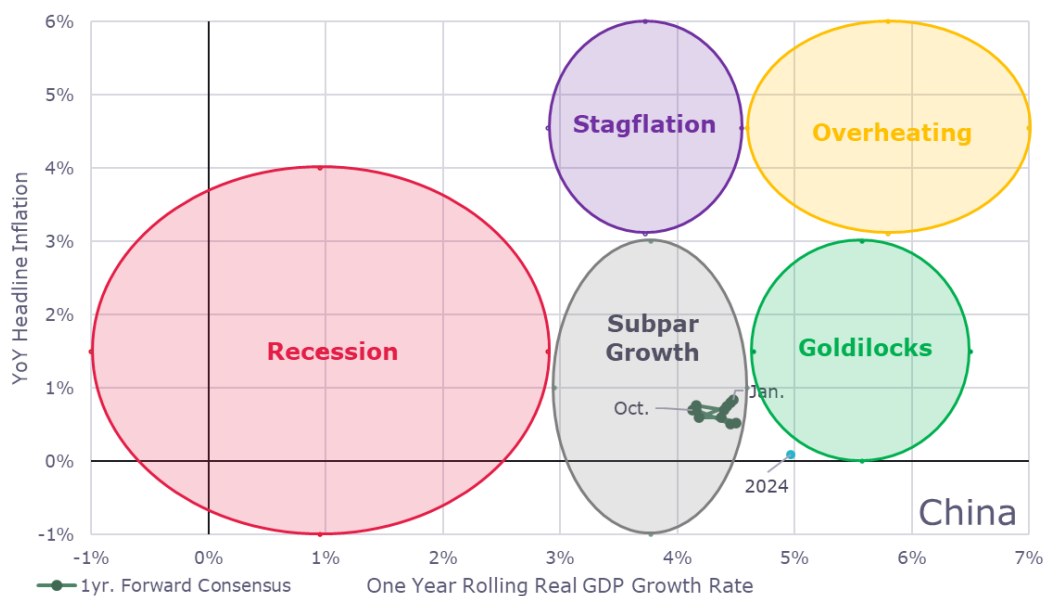 6%
5%
4%
3%
2%
1%
0%
-1%
YoY Headline Inflation
Stagflation
Overheating
Recession
Subpar
Growth
Goldilocks
Oct.
Jan.
2024
China
-1%
0%
1%
2%
3%
4%
5%
6%
7%
1yr. Forward Consensus
One Year Rolling Real GDP Growth Rate